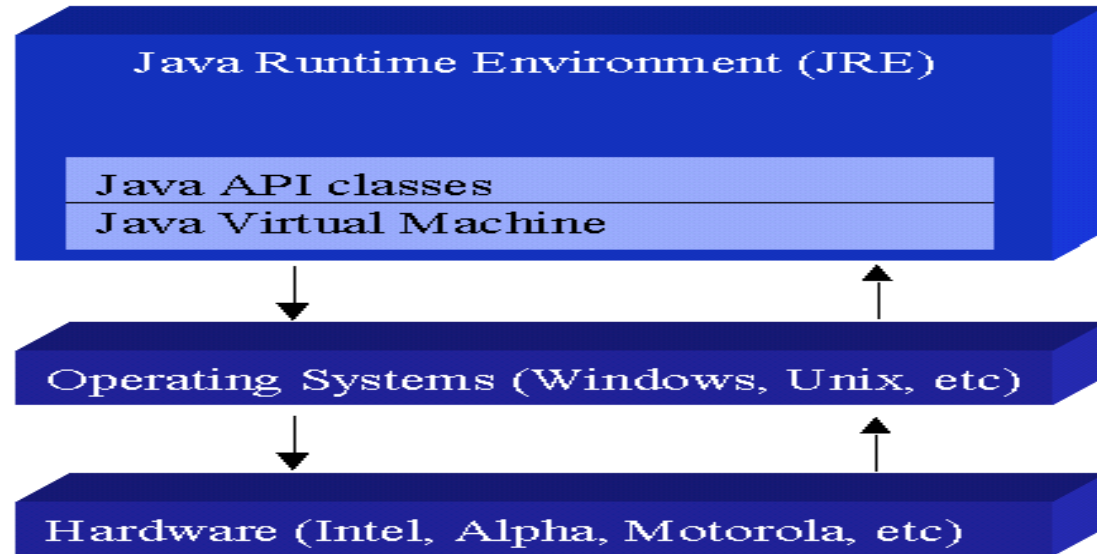 Java Runtime Environment (JRE)
Java API classes
Java Virtual Machine
Operating Systems (Windows, Unix, etc)
Hardware (Intel, Alpha, Motorola, etc)